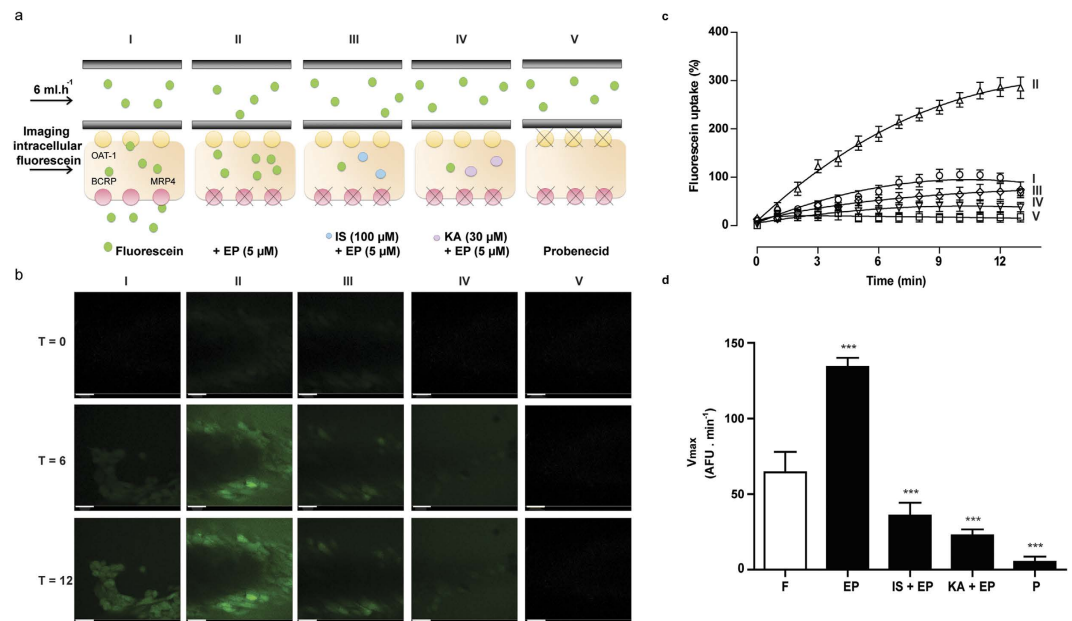 a
I II III IV V
6 ml.h-1
Imaging
intracellular
fluorescein
OAT-1
BCRP MRP4
Fluorescein
+ EP (5 µM)
IS (100 µM)
+ EP (5 µM)
KA (30 µM)
+ EP (5 µM)
Probenecid
b
I II III IV V
T = 0
T = 6
T = 12
c
Fluorescein uptake (%)
400
300
200
100
0
II
I
III
IV
V
0 3 6 9 12
Time (min)
d
Vmax
(AFU . min-1)
150
100
50
0
***
***
***
***
F EP IS + EP KA + EP P